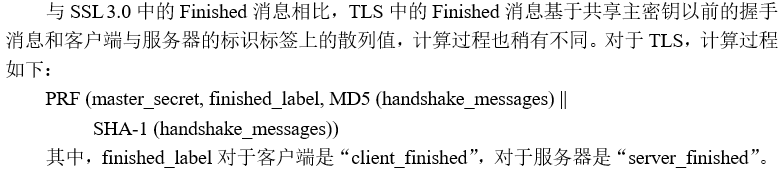 与 SSL 3.0 中的 Finished 消息相比，TLS 中的 Finished 消息基于共享主密钥以前的握手
消息和客户端与服务器的标识标签上的散列值，计算过程也稍有不同。对于 TLS，计算过程
如下：
PRF (master_secret, finished_label, MD5 (handshake_messages) ||
SHA-1 (handshake_messages))
其中，finished_label 对于客户端是“client_finished”，对于服务器是“server_finished”。